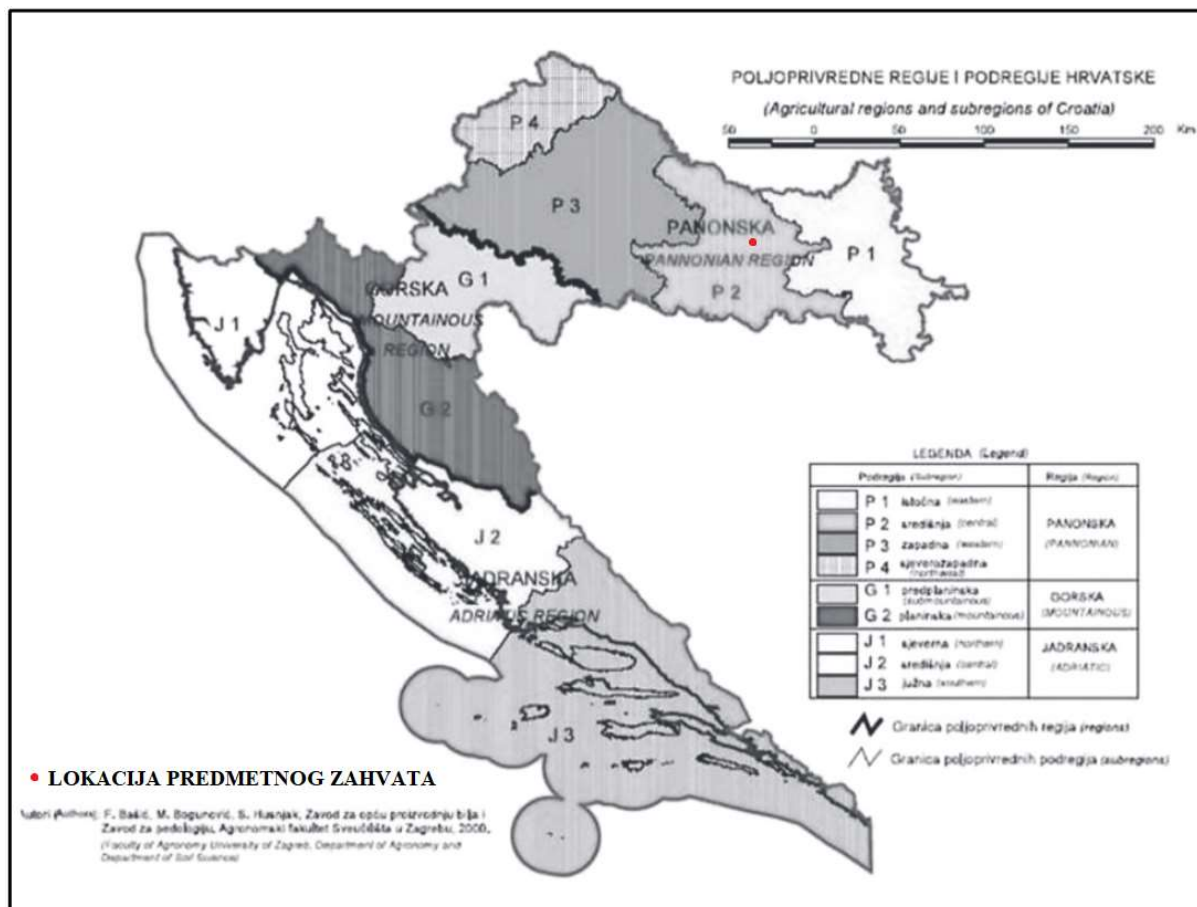 POLJOPRIVREDNE REGIJE I PODREGIJE HRVATSKE
(Agricultural regions and subregions of Croatia)
50 0 50 100 150 200 Km
P 4
P 3
PANONSKA
PANNONIAN REGION
P 2
P 1
GORSKA
G 1
MOUNTAINOUS
REGION
J 1
G 2
J 2
JADRANSKA
REGION
J 3
LEGENDA (Legend)
Podregija (Subregion) Regija (Region)
P 1 istočna (eastern)
P 2 središnja (central) PANONSKA
P 3 zapadna (western) (PANNONIAN)
P 4 sjeverozapadna
G 1 predplaninska GORSKA
(submountainous) (MOUNTAINOUS)
G 2 planinska (mountainous)
J 1 sjeverna (northern) JADRANSKA
J 2 središnja (central) (ADRIATIC)
J 3 južna (southern)
Granica poljoprivrednih regija (regions)
Granica poljoprivrednih podregija (subregions)
LOKACIJA PREDMETNOG ZAHVATA
(Authors): F. Bašić, M. Bogunović, S. Husnjak, Zavod za opću proizvodnju bilja i
Zavod za pedologiju, Agronomski fakultet Sveučilišta u Zagrebu, 2000.
(Faculty of Agronomy University of Zagreb, Department of Agronomy and
Department of Soil Science)